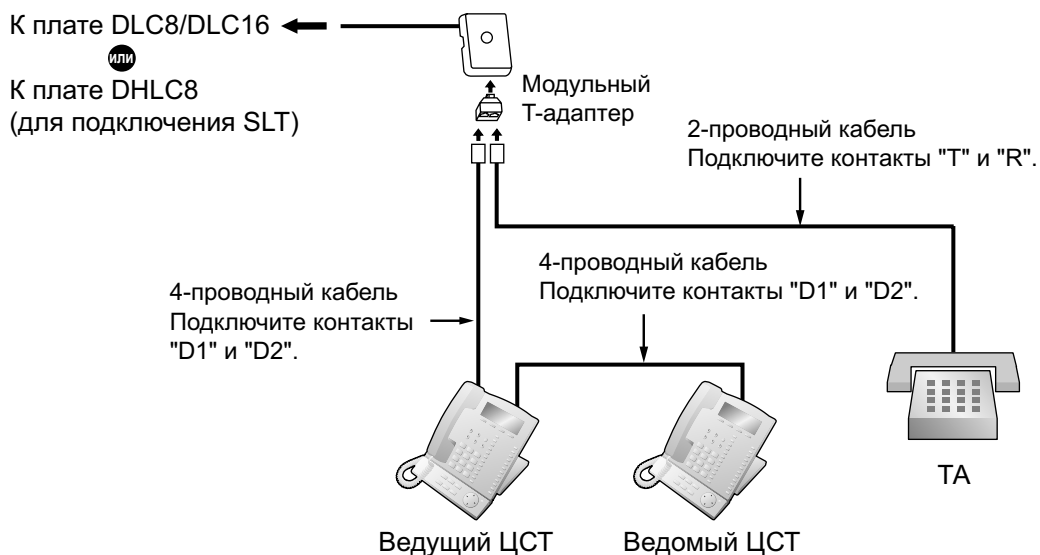 К плате DLC8/DLC16
или
К плате DHLC8
(для подключения SLT)
Модульный
Т-адаптер
2-проводный кабель
Подключите контакты "T" и "R".
4-проводный кабель
Подключите контакты "D1" и "D2".
4-проводный кабель
Подключите контакты
"D1" и "D2".
ТА
Ведущий ЦСТ
Ведомый ЦСТ